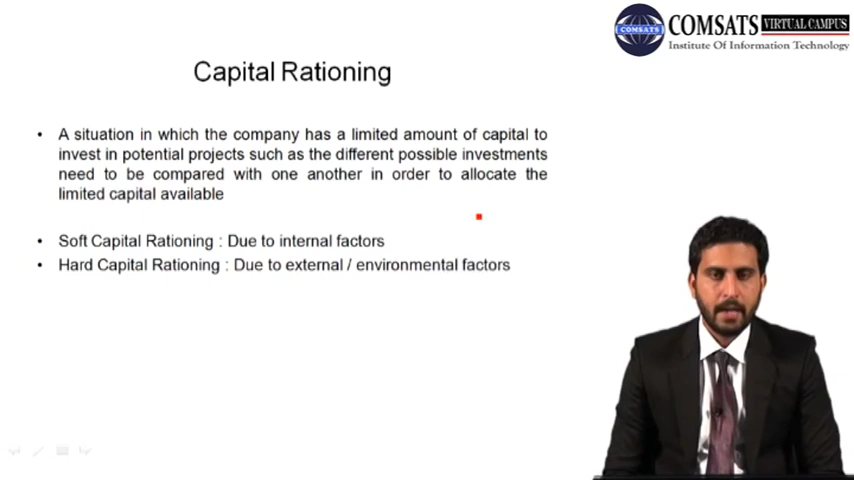 COMSATS VIRTUAL CAMPUS
Institute Of Information Technology
COMSATS
Capital Rationing
• A situation in which the company has a limited amount of capital to
invest in potential projects such as the different possible investments
need to be compared with one another in order to allocate the
limited capital available
• Soft Capital Rationing : Due to internal factors
• Hard Capital Rationing : Due to external / environmental factors